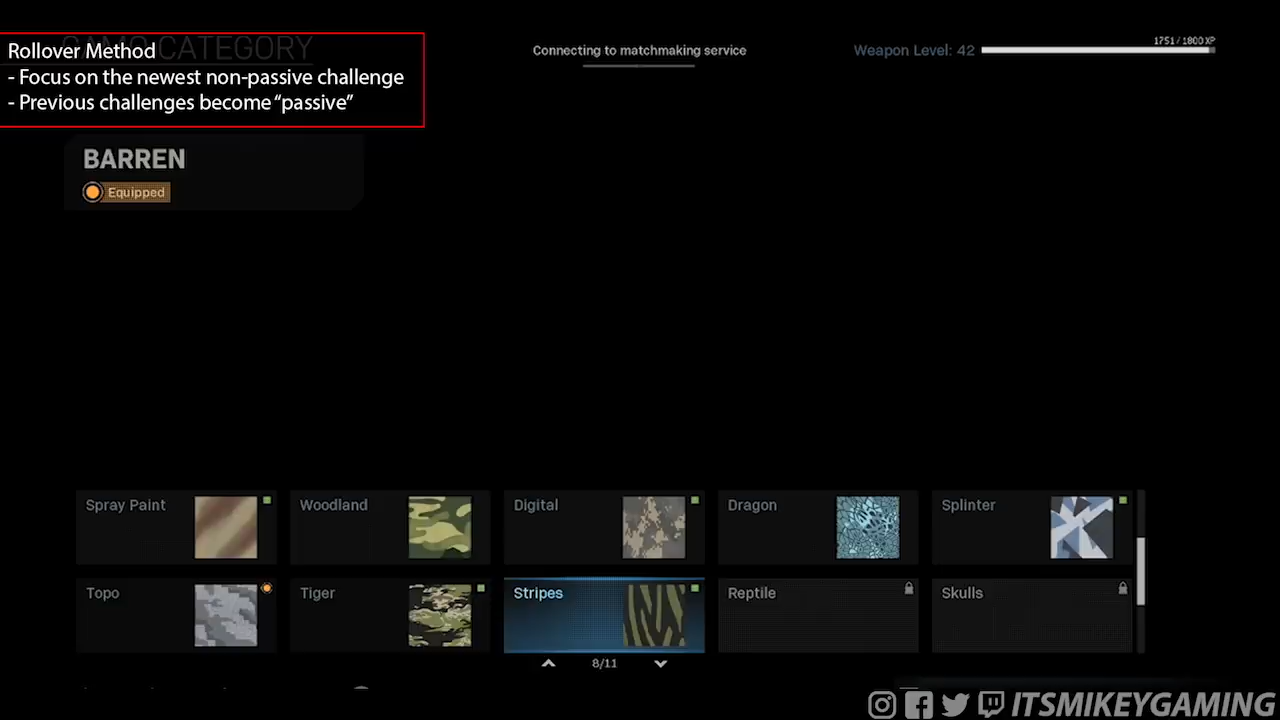 CAMO CATEGORY
Rollover Method
- Focus on the newest non-passive challenge
- Previous challenges become “passive”
Connecting to matchmaking service
Weapon Level: 42
1751 / 1800 XP
BARREN
Equipped
Spray Paint
Woodland
Digital
Dragon
Splinter
Topo
Tiger
Stripes
Reptile
Skulls
8/11
ITSMIKEYGAMING